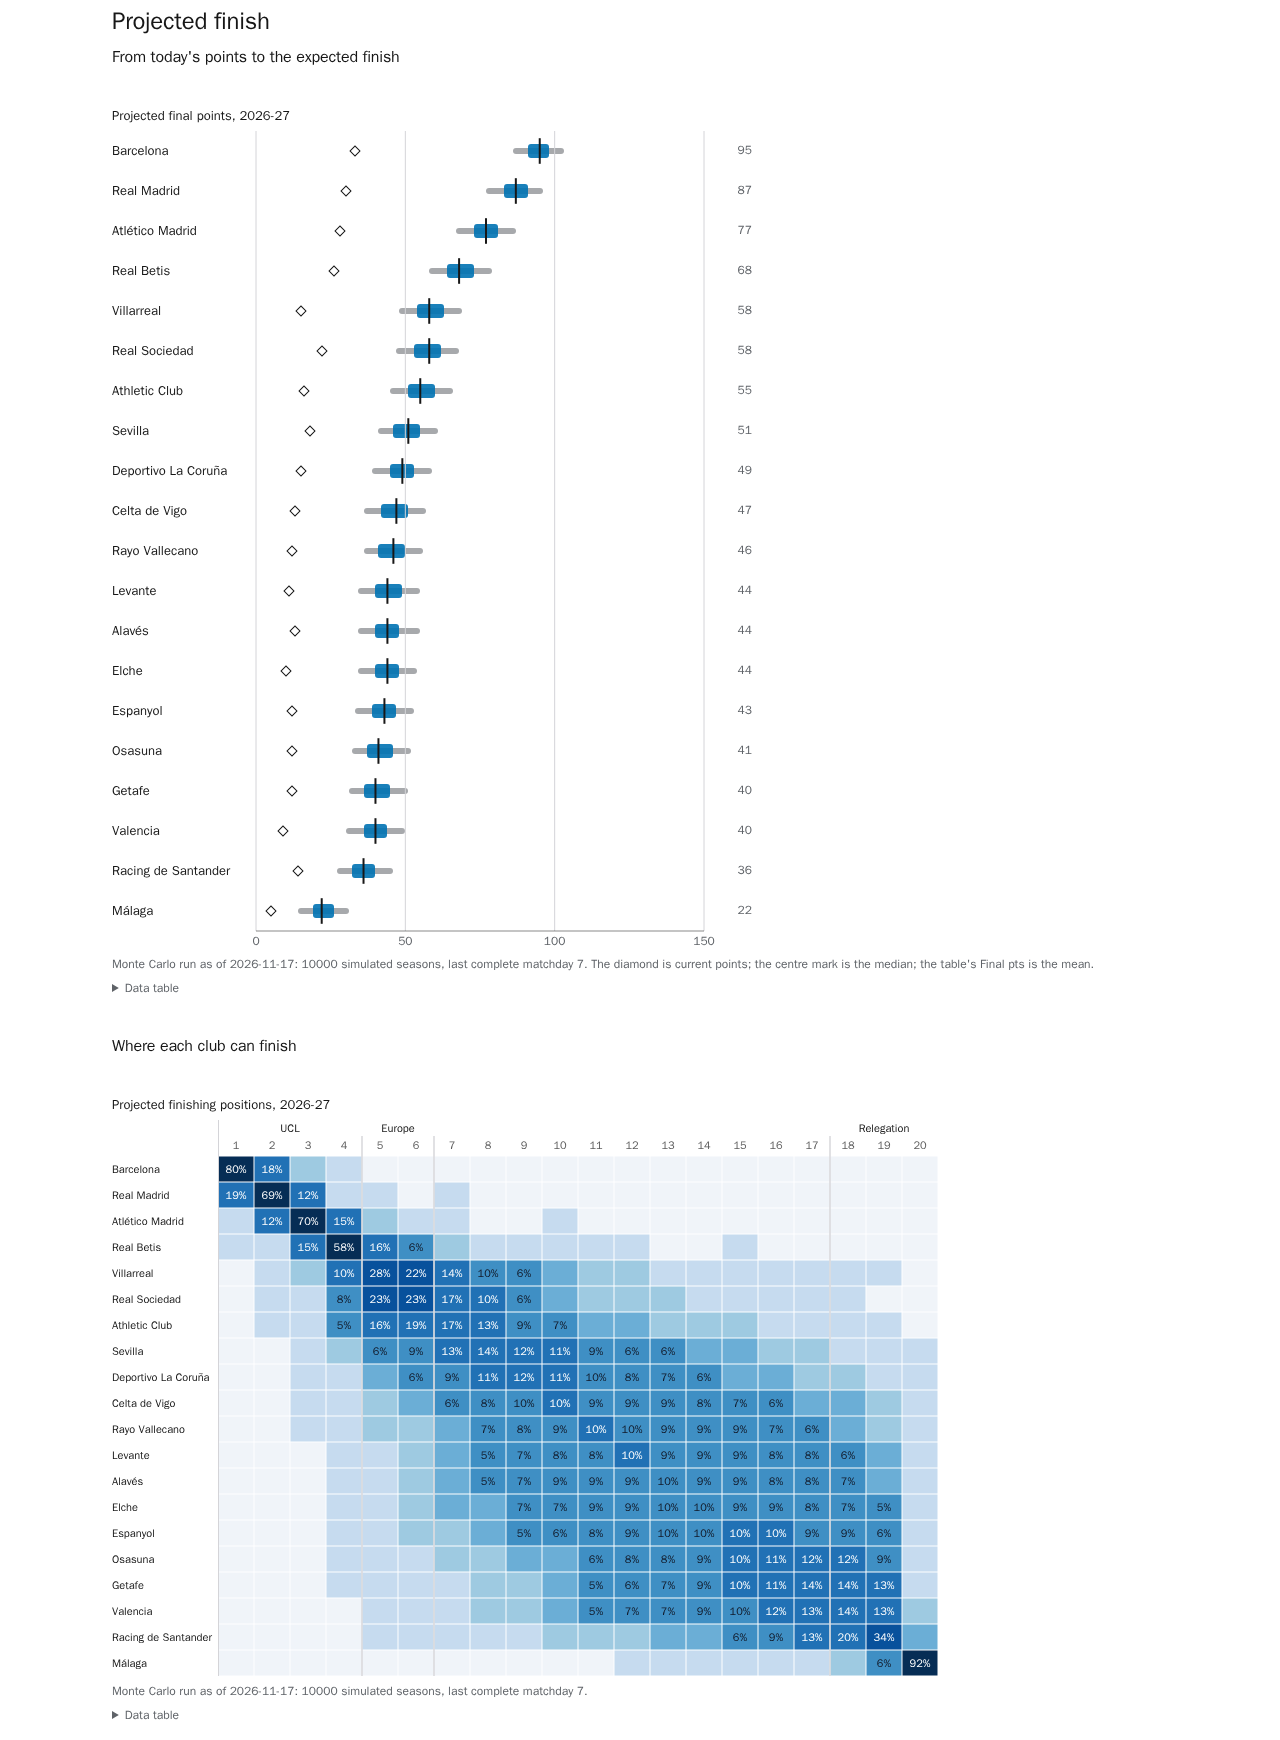 Projected finish
From today's points to the expected finish
Projected final points, 2026-27
Barcelona 95
Real Madrid 87
Atlético Madrid 77
Real Betis 68
Villarreal 58
Real Sociedad 58
Athletic Club 55
Sevilla 51
Deportivo La Coruña 49
Celta de Vigo 47
Rayo Vallecano 46
Levante 44
Alavés 44
Elche 44
Espanyol 43
Osasuna 41
Getafe 40
Valencia 40
Racing de Santander 36
Málaga 22
0 50 100 150
Monte Carlo run as of 2026-11-17: 10000 simulated seasons, last complete matchday 7. The diamond is current points; the centre mark is the median; the table's Final pts is the mean.
Data table
Where each club can finish
Projected finishing positions, 2026-27
UCL Europe Relegation
1 2 3 4 5 6 7 8 9 10 11 12 13 14 15 16 17 18 19 20
Barcelona 80% 18%
Real Madrid 19% 69% 12%
Atlético Madrid 12% 70% 15%
Real Betis 15% 58% 16% 6%
Villarreal 10% 28% 22% 14% 10% 6%
Real Sociedad 8% 23% 23% 17% 10% 6%
Athletic Club 5% 16% 19% 17% 13% 9% 7%
Sevilla 6% 9% 13% 14% 12% 11% 9% 6% 6%
Deportivo La Coruña 6% 9% 11% 12% 11% 10% 8% 7% 6%
Celta de Vigo 6% 8% 10% 10% 9% 9% 9% 8% 7% 6%
Rayo Vallecano 7% 8% 9% 10% 10% 9% 9% 9% 7% 6%
Levante 5% 7% 8% 8% 10% 9% 9% 9% 8% 8% 6%
Alavés 5% 7% 9% 9% 9% 10% 9% 9% 8% 8% 7%
Elche 7% 7% 9% 9% 10% 10% 9% 9% 8% 7% 5%
Espanyol 5% 6% 8% 9% 10% 10% 10% 10% 9% 9% 6%
Osasuna 6% 8% 8% 9% 10% 11% 12% 12% 9%
Getafe 5% 6% 7% 9% 10% 11% 14% 14% 13%
Valencia 5% 7% 7% 9% 10% 12% 13% 14% 13%
Racing de Santander 6% 9% 13% 20% 34%
Málaga 6% 92%
Monte Carlo run as of 2026-11-17: 10000 simulated seasons, last complete matchday 7.
Data table